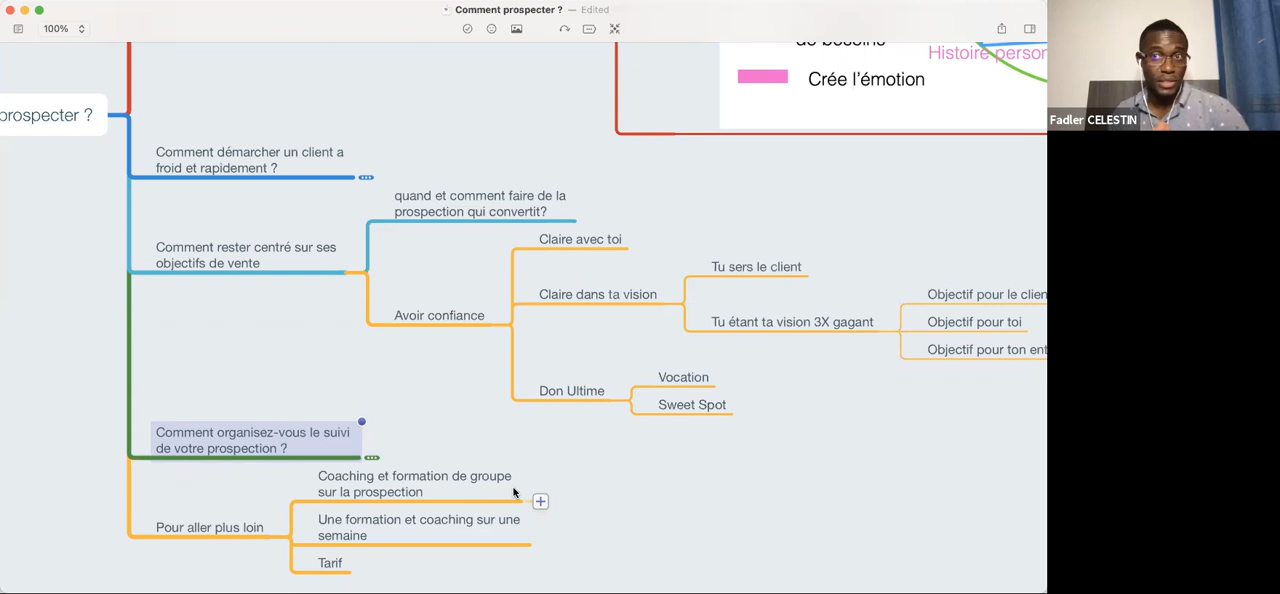 Comment prospecter ? — Edited
100%
de besoins
Histoire person
Crée l'émotion
prospecter ?
Fadler CELESTIN
Comment démarcher un client a
froid et rapidement ?
quand et comment faire de la
prospection qui convertit?
Comment rester centré sur ses
objectifs de vente
Claire avec toi
Tu sers le client
Claire dans ta vision
Objectif pour le clien
Avoir confiance
Tu étant ta vision 3X gagant
Objectif pour toi
Objectif pour ton ent
Vocation
Don Ultime
Sweet Spot
Comment organisez-vous le suivi
de votre prospection ?
Coaching et formation de groupe
sur la prospection
Pour aller plus loin
Une formation et coaching sur une
semaine
Tarif